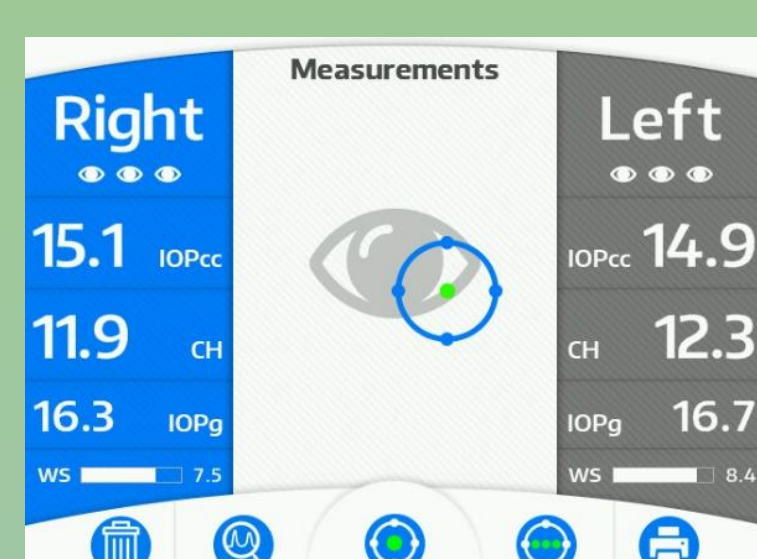 Measurements
Right
15.1 IOPcc
11.9 CH
16.3 IOPg
WS 7.5
Left
IOPcc 14.9
CH 12.3
IOPg 16.7
WS 8.4